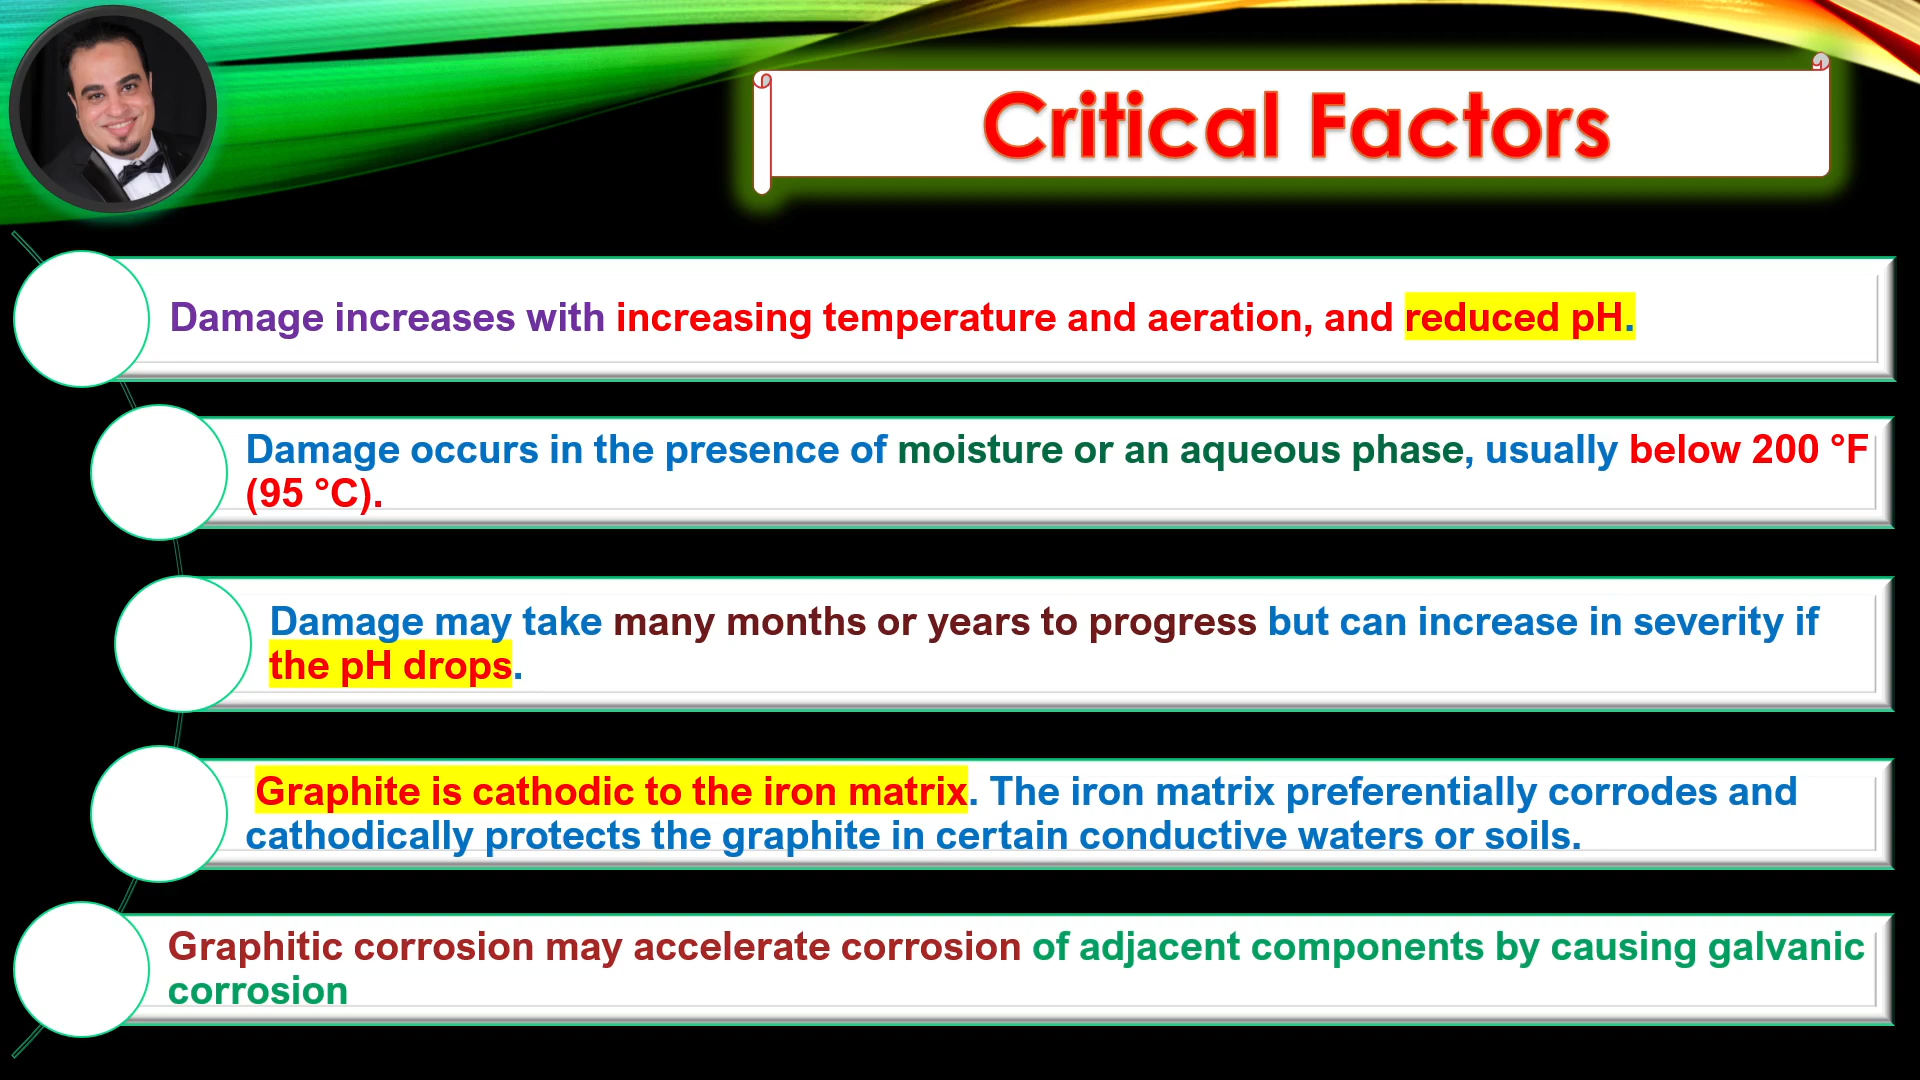 Critical Factors
Damage increases with increasing temperature and aeration, and reduced pH.
Damage occurs in the presence of moisture or an aqueous phase, usually below 200 °F
(95 °C).
Damage may take many months or years to progress but can increase in severity if
the pH drops.
Graphite is cathodic to the iron matrix. The iron matrix preferentially corrodes and
cathodically protects the graphite in certain conductive waters or soils.
Graphitic corrosion may accelerate corrosion of adjacent components by causing galvanic
corrosion